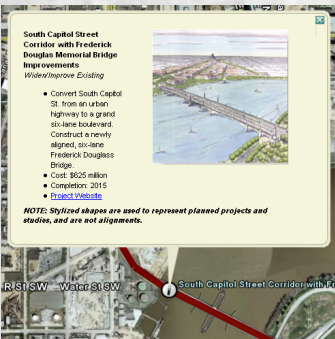 South Capitol Street
Corridor with Frederick
Douglas Memorial Bridge
Improvements
Widen/Improve Existing
Convert South Capitol
St. from an urban
highway to a grand
six-lane boulevard.
Construct a newly
aligned, six-lane
Frederick Douglass
Bridge.
Cost: $625 million
Completion: 2015
Project Website
NOTE: Stylized shapes are used to represent planned projects and
studies, and are not alignments.
R St SW
Water St SW
South Capitol Street Corridor with Fr